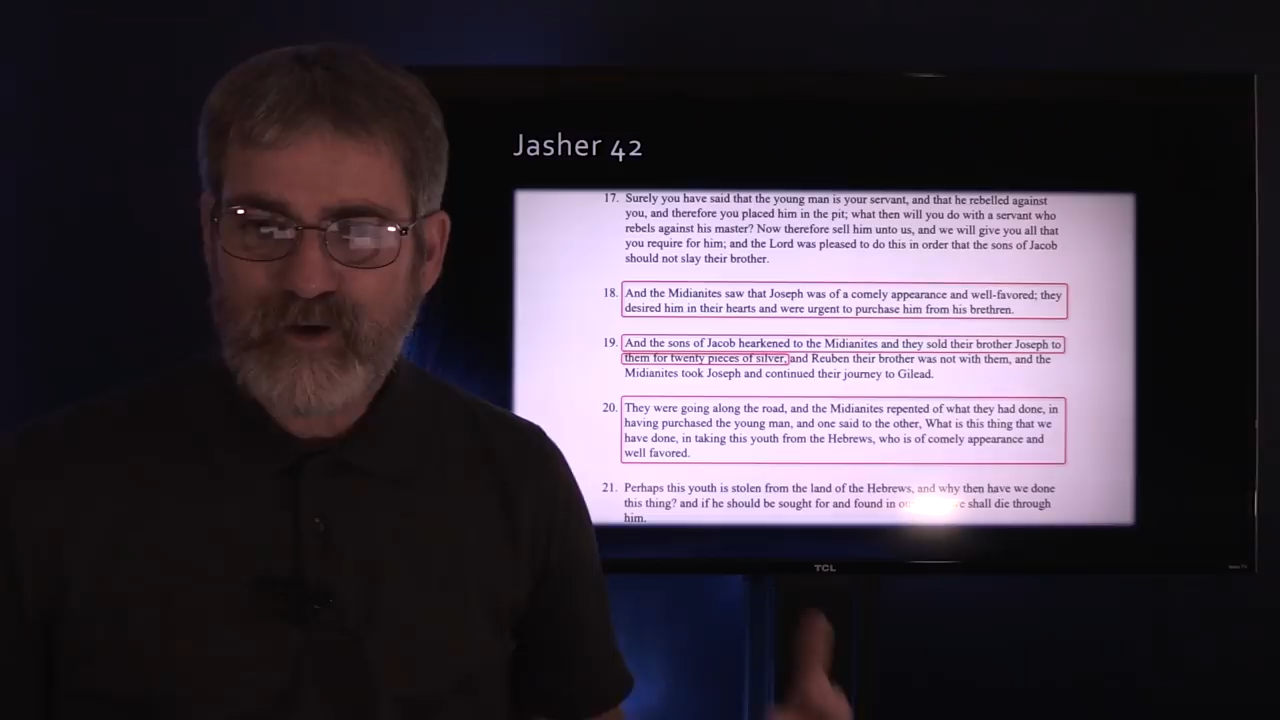 Jasher 42
17. Surely you have said that the young man is your servant, and that he rebelled against
you, and therefore you placed him in the pit; what then will you do with a servant who
rebels against his master? Now therefore sell him unto us, and we will give you all that
you require for him; and the Lord was pleased to do this in order that the sons of Jacob
should not slay their brother.
18. And the Midianites saw that Joseph was of a comely appearance and well-favored; they
desired him in their hearts and were urgent to purchase him from his brethren.
19. And the sons of Jacob hearkened to the Midianites and they sold their brother Joseph to
them for twenty pieces of silver, and Reuben their brother was not with them, and the
Midianites took Joseph and continued their journey to Gilead.
20. They were going along the road, and the Midianites repented of what they had done, in
having purchased the young man, and one said to the other, What is this thing that we
have done, in taking this youth from the Hebrews, who is of comely appearance and
well favored.
21. Perhaps this youth is stolen from the land of the Hebrews, and why then have we done
this thing? and if he should be sought for and found in shall die through
him.
TCL